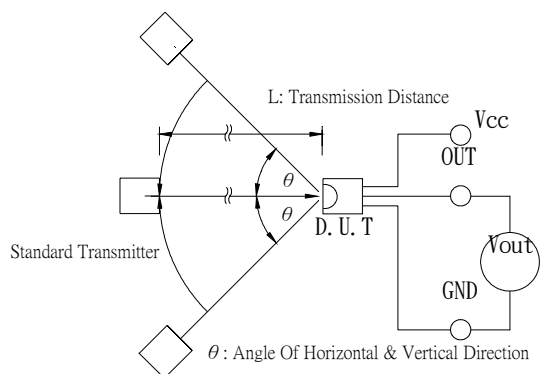 L: Transmission Distance
Vcc
OUT
θ
θ
D.U.T
Standard Transmitter
Vout
GND
θ : Angle Of Horizontal & Vertical Direction